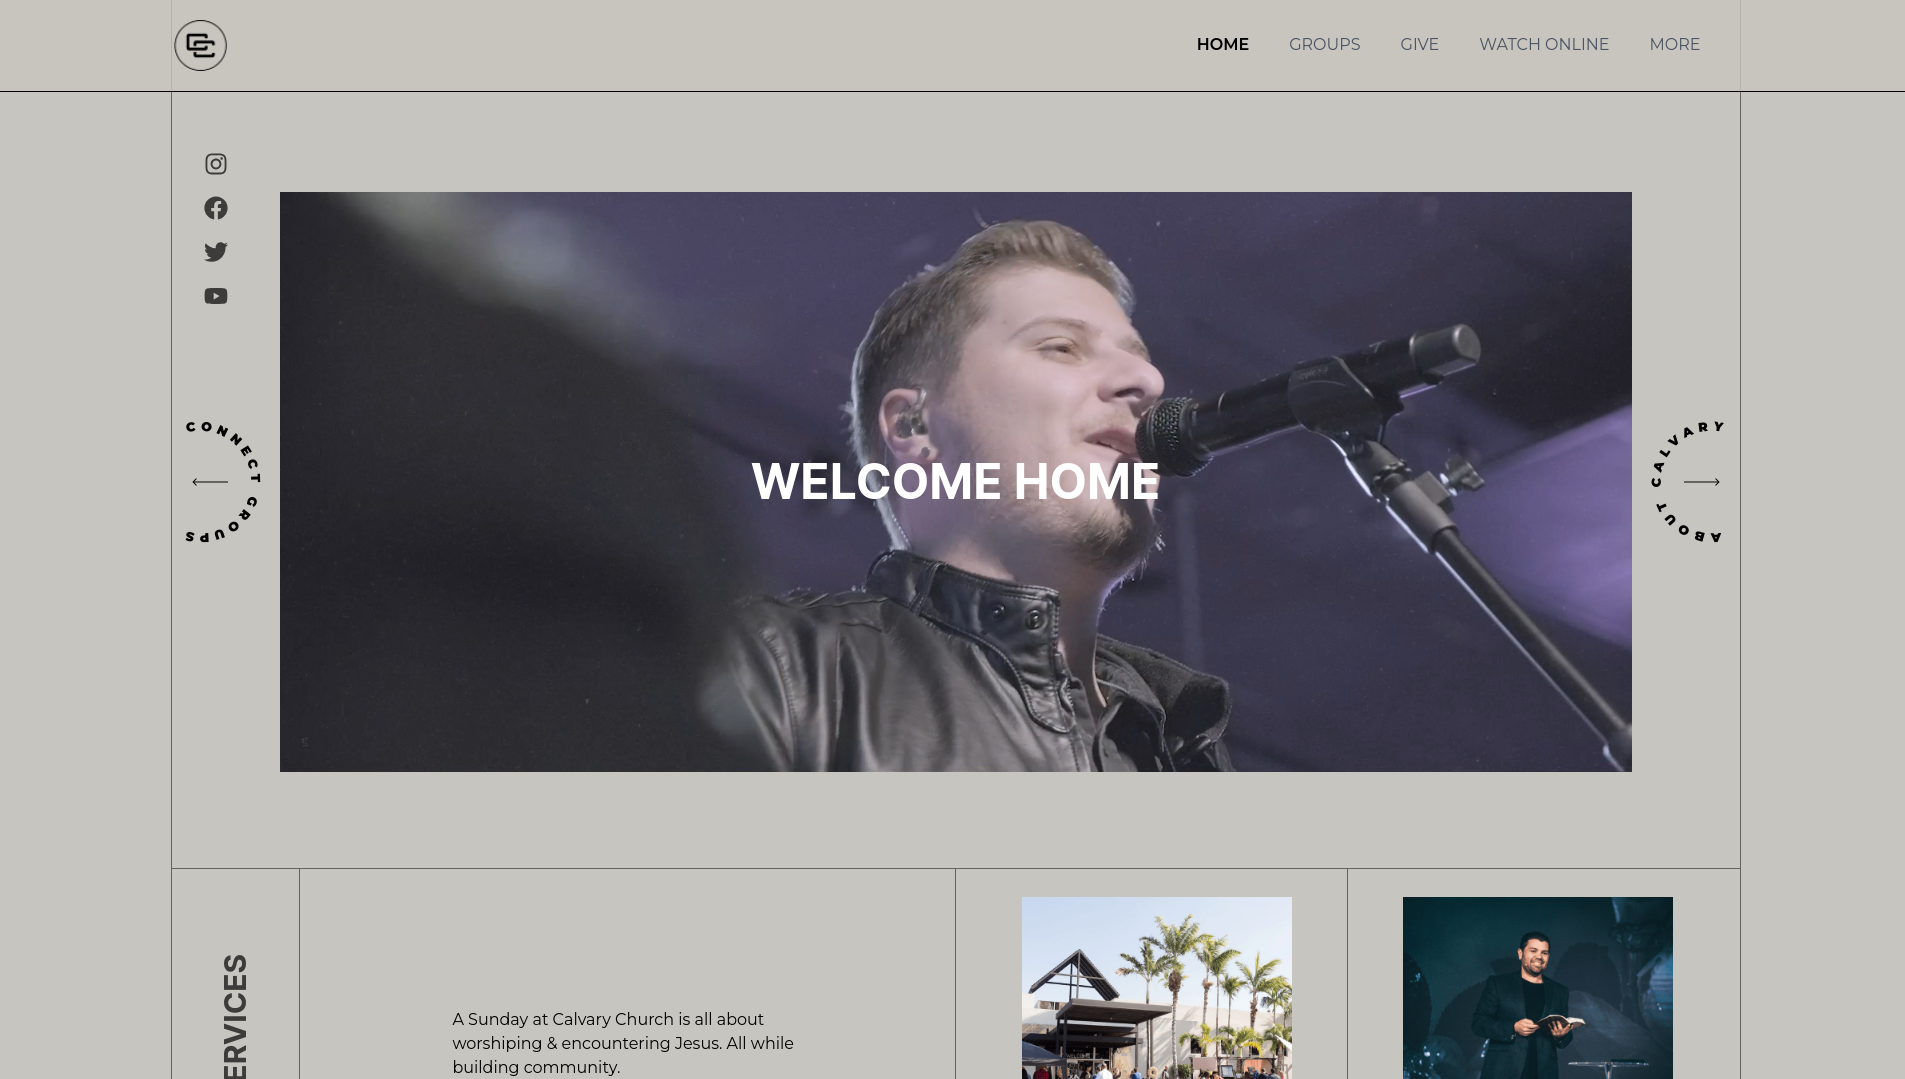 HOME
GROUPS
GIVE
WATCH ONLINE
MORE
CONNECT GROUPS
WELCOME HOME
ABOUT CALVARY
A Sunday at Calvary Church is all about
worshiping & encountering Jesus. All while
building community.